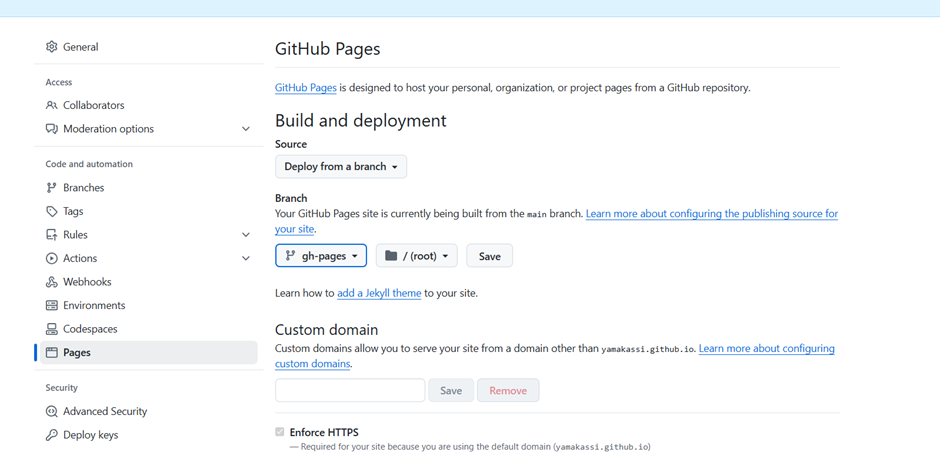 General
Access
Collaborators
Moderation options
Code and automation
Branches
Tags
Rules
Actions
Webhooks
Environments
Codespaces
Pages
Security
Advanced Security
Deploy keys
GitHub Pages
GitHub Pages is designed to host your personal, organization, or project pages from a GitHub repository.
Build and deployment
Source
Deploy from a branch
Branch
Your GitHub Pages site is currently being built from the main branch. Learn more about configuring the publishing source for
your site.
gh-pages / (root) Save
Learn how to add a Jekyll theme to your site.
Custom domain
Custom domains allow you to serve your site from a domain other than yamakassi.github.io. Learn more about configuring
custom domains.
Save Remove
Enforce HTTPS
— Required for your site because you are using the default domain (yamakassi.github.io)